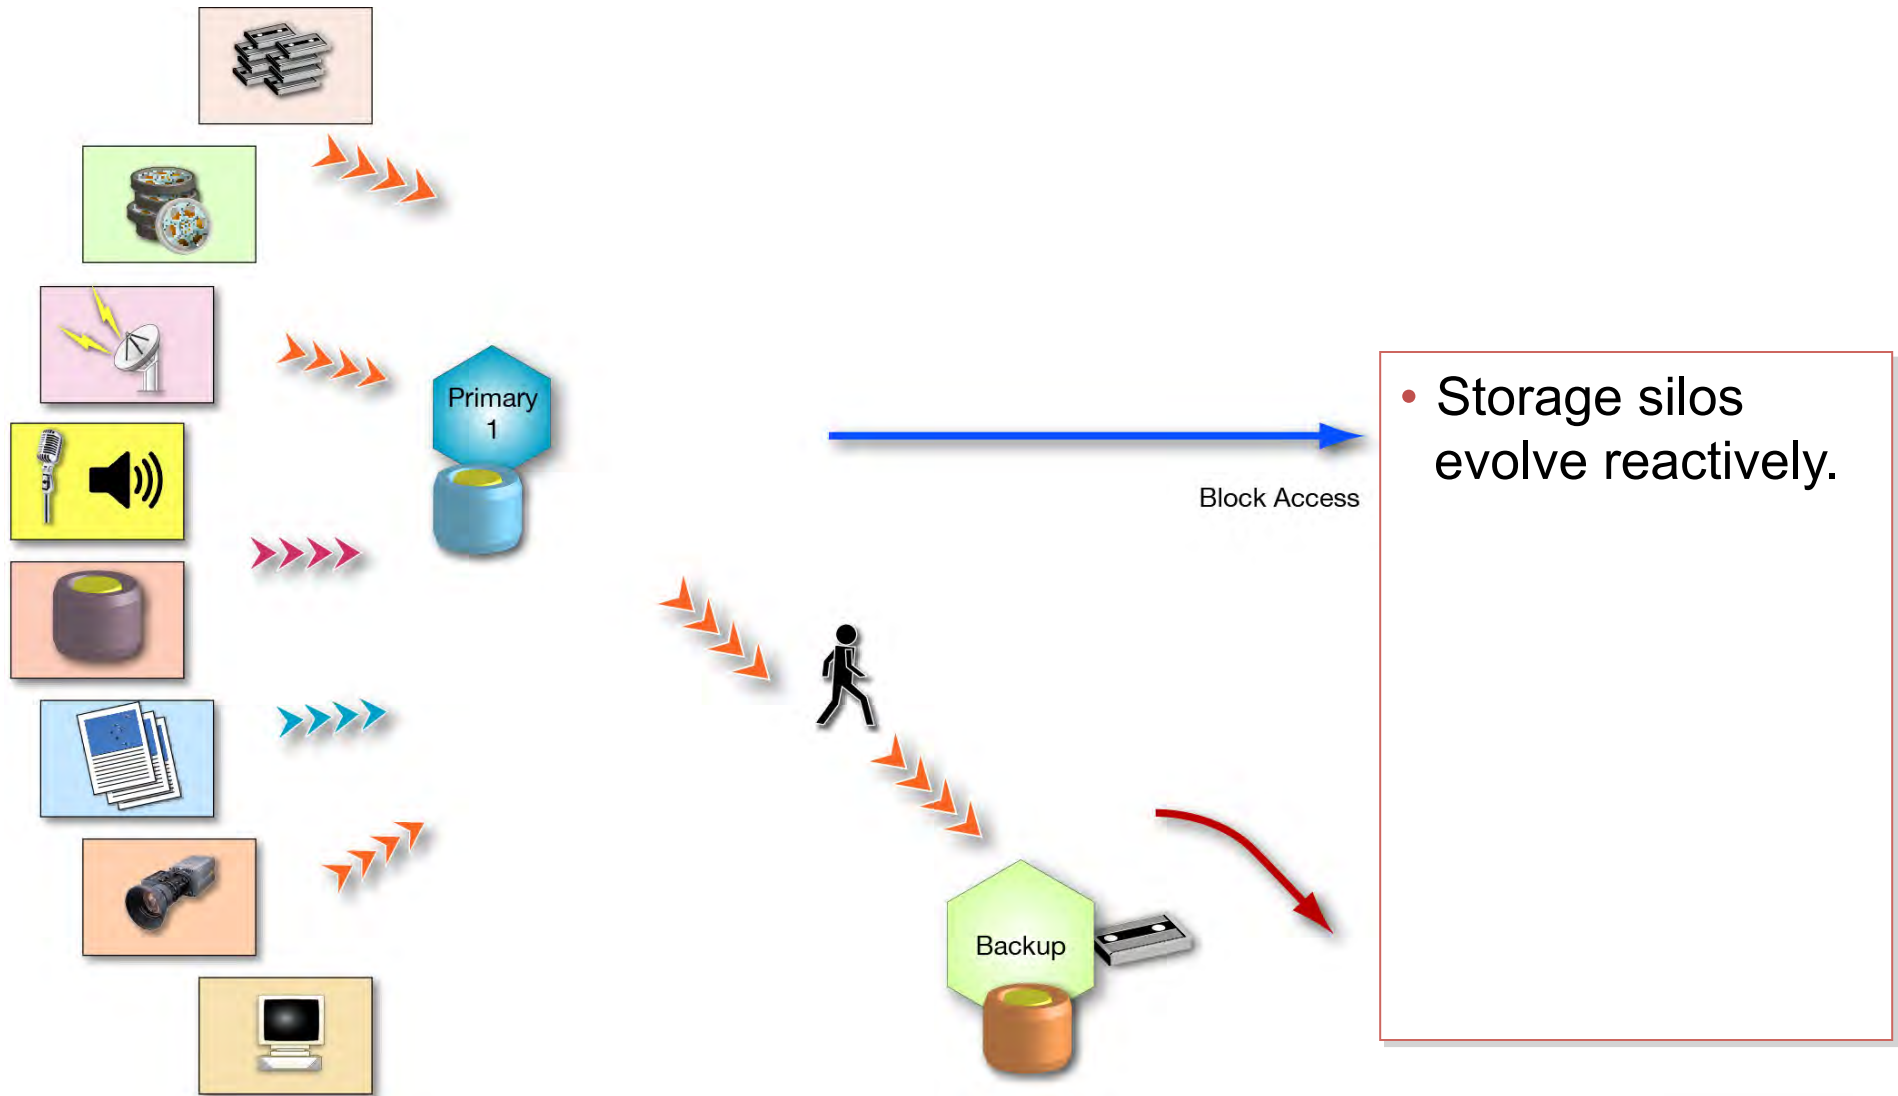 Primary
1
Block Access
• Storage silos
evolve reactively.
Backup